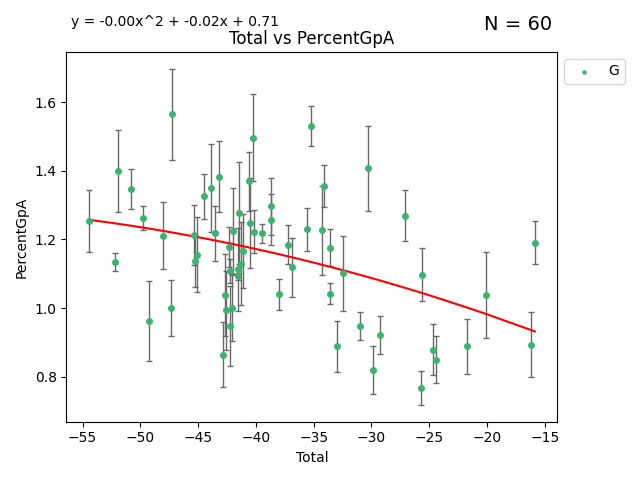 y = -0.00x^2 + -0.02x + 0.71
N = 60
Total vs PercentGpA
G
PercentGpA
1.6
1.4
1.2
1.0
0.8
−55 −50 −45 −40 −35 −30 −25 −20 −15
Total